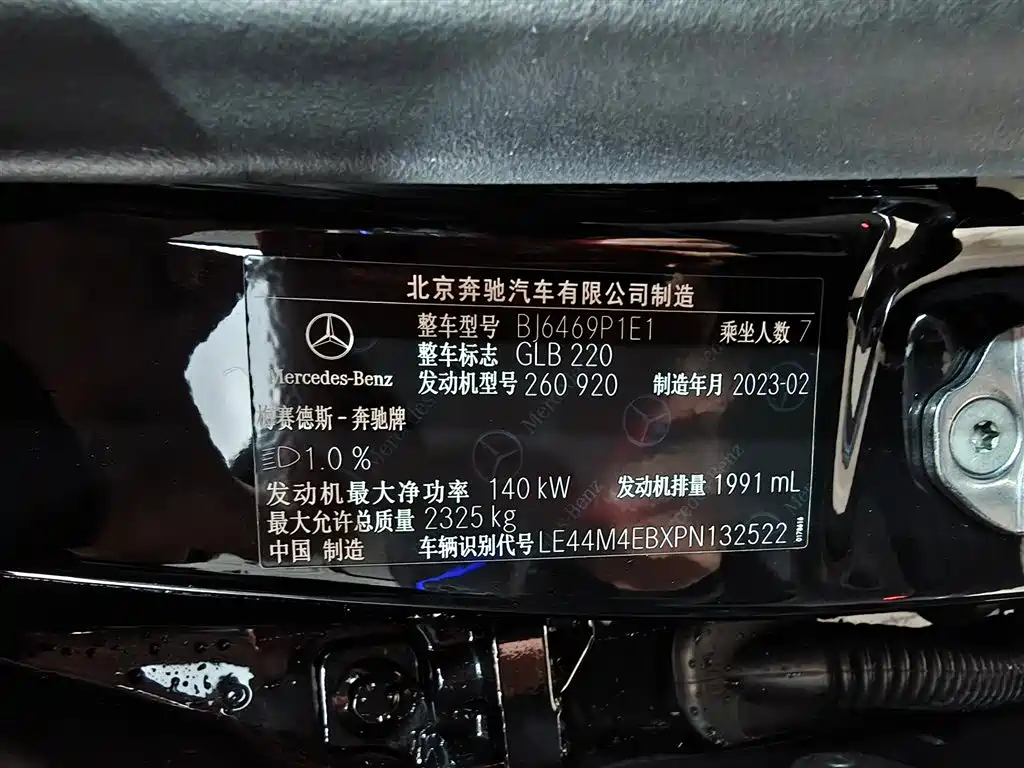 北京奔驰汽车有限公司制造
整车型号 BJ6469P1E1 乘坐人数 7
整车标志 GLB 220
Mercedes-Benz
发动机型号 260 920 制造年月 2023-02
梅赛德斯-奔驰牌
1.0 %
发动机最大净功率 140 kW 发动机排量 1991 mL
最大允许总质量 2325 kg
中国 制造 车辆识别代号 LE44M4EBXPN132522